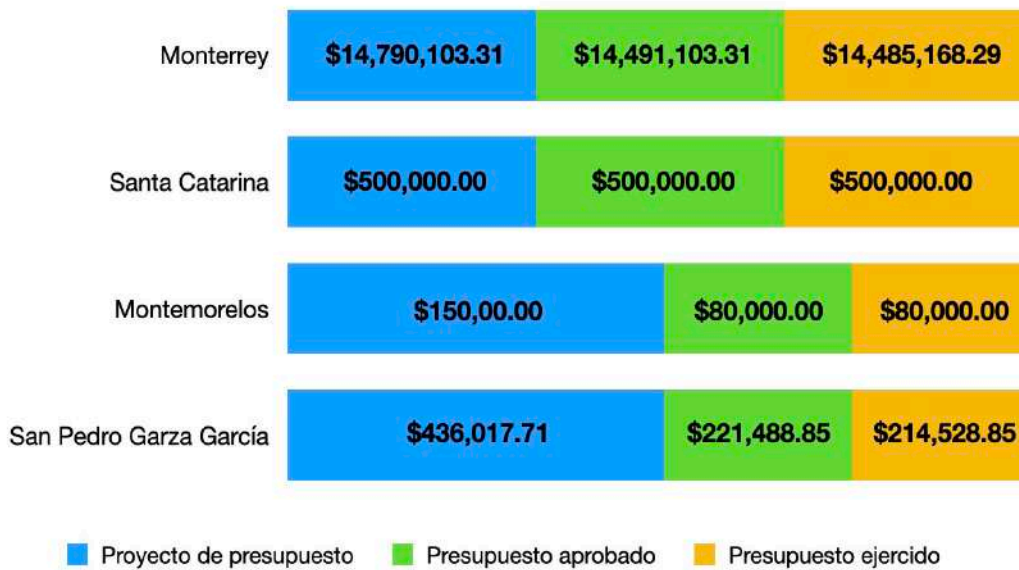 Monterrey $14,790,103.31 $14,491,103.31 $14,485,168.29
Santa Catarina $500,000.00 $500,000.00 $500,000.00
Montemorelos $150,00.00 $80,000.00 $80,000.00
San Pedro Garza García $436,017.71 $221,488.85 $214,528.85
Proyecto de presupuesto Presupuesto aprobado Presupuesto ejercido